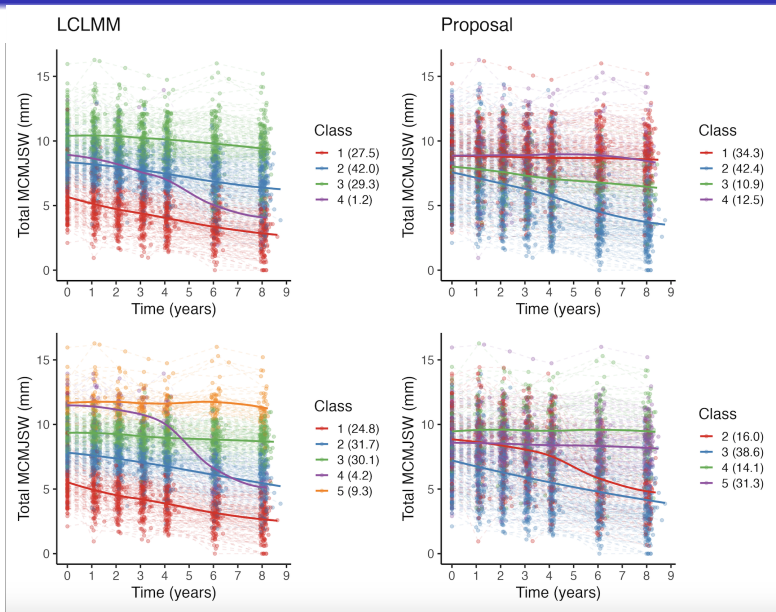 LCLMM
Total MCMJSW (mm)
15
10
5
0
0 1 2 3 4 5 6 7 8 9
Time (years)
Class
1 (27.5)
2 (42.0)
3 (29.3)
4 (1.2)
Proposal
Total MCMJSW (mm)
15
10
5
0
0 1 2 3 4 5 6 7 8 9
Time (years)
Class
1 (34.3)
2 (42.4)
3 (10.9)
4 (12.5)
Total MCMJSW (mm)
15
10
5
0
0 1 2 3 4 5 6 7 8 9
Time (years)
Class
1 (24.8)
2 (31.7)
3 (30.1)
4 (4.2)
5 (9.3)
Total MCMJSW (mm)
15
10
5
0
0 1 2 3 4 5 6 7 8 9
Time (years)
Class
2 (16.0)
3 (38.6)
4 (14.1)
5 (31.3)